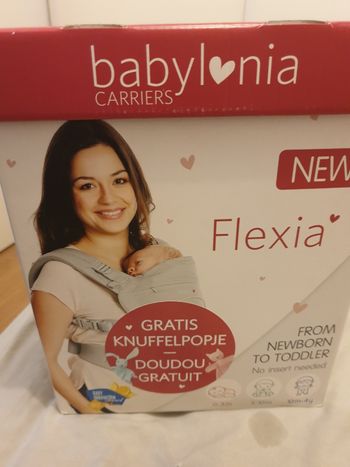 babylonia
CARRIERS
NEW
Flexia
GRATIS
KNUFFELPOPJE
DOUDOU
GRATUIT
FROM
NEWBORN
TO TODDLER
No insert needed